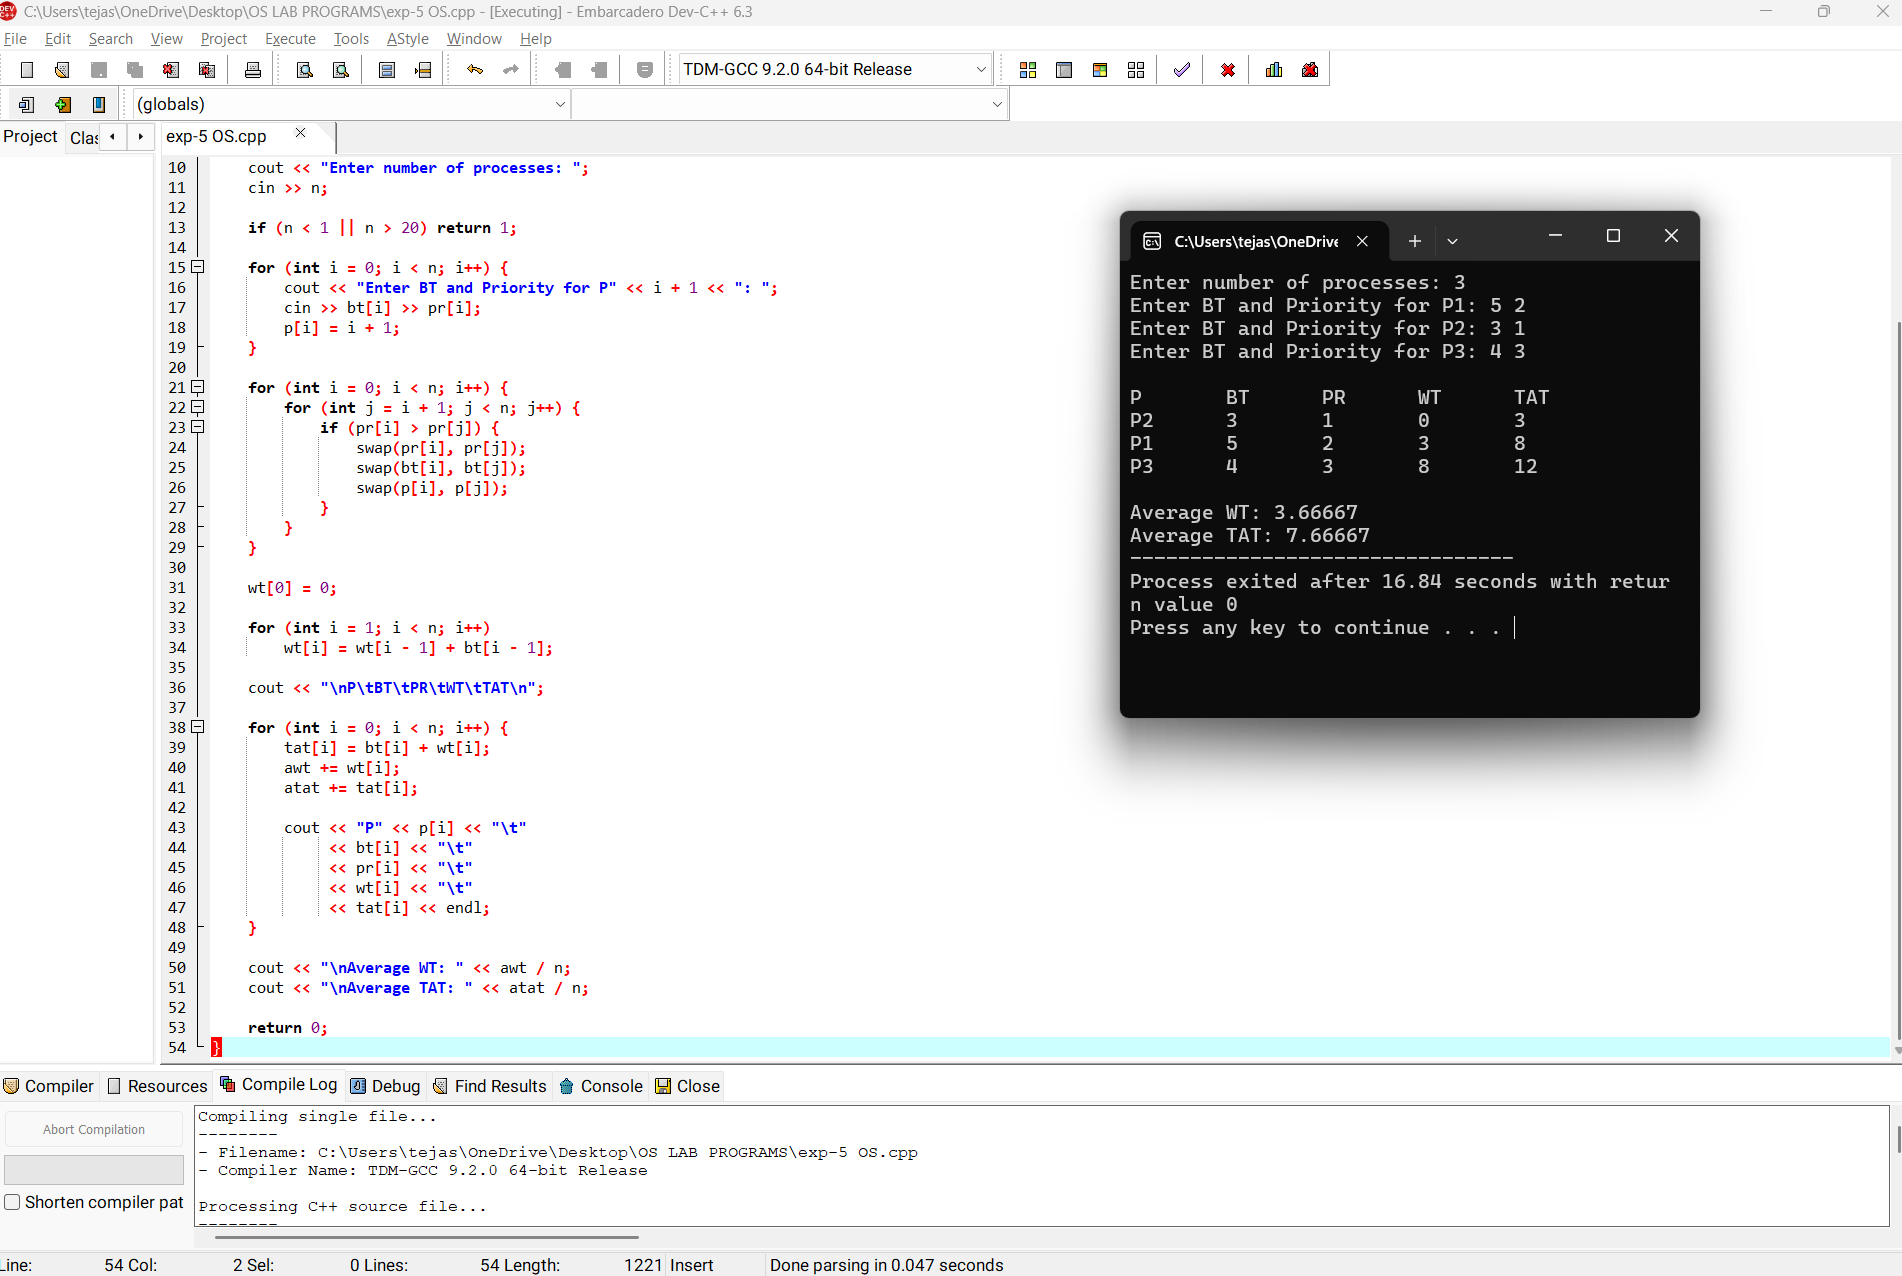 C:\Users\tejas\OneDrive\Desktop\OS LAB PROGRAMS\exp-5 OS.cpp - [Executing] - Embarcadero Dev-C++ 6.3
File Edit Search View Project Execute Tools AStyle Window Help
TDM-GCC 9.2.0 64-bit Release
(globals)
Project Clas exp-5 OS.cpp
10 cout << "Enter number of processes: ";
11 cin >> n;
12
13 if (n < 1 || n > 20) return 1;
14
15 for (int i = 0; i < n; i++) {
16 cout << "Enter BT and Priority for P" << i + 1 << ": ";
17 cin >> bt[i] >> pr[i];
18 p[i] = i + 1;
19 }
20
21 for (int i = 0; i < n; i++) {
22 for (int j = i + 1; j < n; j++) {
23 if (pr[i] > pr[j]) {
24 swap(pr[i], pr[j]);
25 swap(bt[i], bt[j]);
26 swap(p[i], p[j]);
27 }
28 }
29 }
30
31 wt[0] = 0;
32
33 for (int i = 1; i < n; i++)
34 wt[i] = wt[i - 1] + bt[i - 1];
35
36 cout << "\nP\tBT\tPR\tWT\tTAT\n";
37
38 for (int i = 0; i < n; i++) {
39 tat[i] = bt[i] + wt[i];
40 awt += wt[i];
41 atat += tat[i];
42
43 cout << "P" << p[i] << "\t"
44 << bt[i] << "\t"
45 << pr[i] << "\t"
46 << wt[i] << "\t"
47 << tat[i] << endl;
48 }
49
50 cout << "\nAverage WT: " << awt / n;
51 cout << "\nAverage TAT: " << atat / n;
52
53 return 0;
54 }
C:\Users\tejas\OneDrive
Enter number of processes: 3
Enter BT and Priority for P1: 5 2
Enter BT and Priority for P2: 3 1
Enter BT and Priority for P3: 4 3
P BT PR WT TAT
P2 3 1 0 3
P1 5 2 3 8
P3 4 3 8 12
Average WT: 3.66667
Average TAT: 7.66667
--------------------------------
Process exited after 16.84 seconds with retur
n value 0
Press any key to continue . . .
Compiler Resources Compile Log Debug Find Results Console Close
Abort Compilation
Shorten compiler pat
Compiling single file...
--------
- Filename: C:\Users\tejas\OneDrive\Desktop\OS LAB PROGRAMS\exp-5 OS.cpp
- Compiler Name: TDM-GCC 9.2.0 64-bit Release
Processing C++ source file...
--------
Line: 54 Col: 2 Sel: 0 Lines: 54 Length: 1221 Insert Done parsing in 0.047 seconds